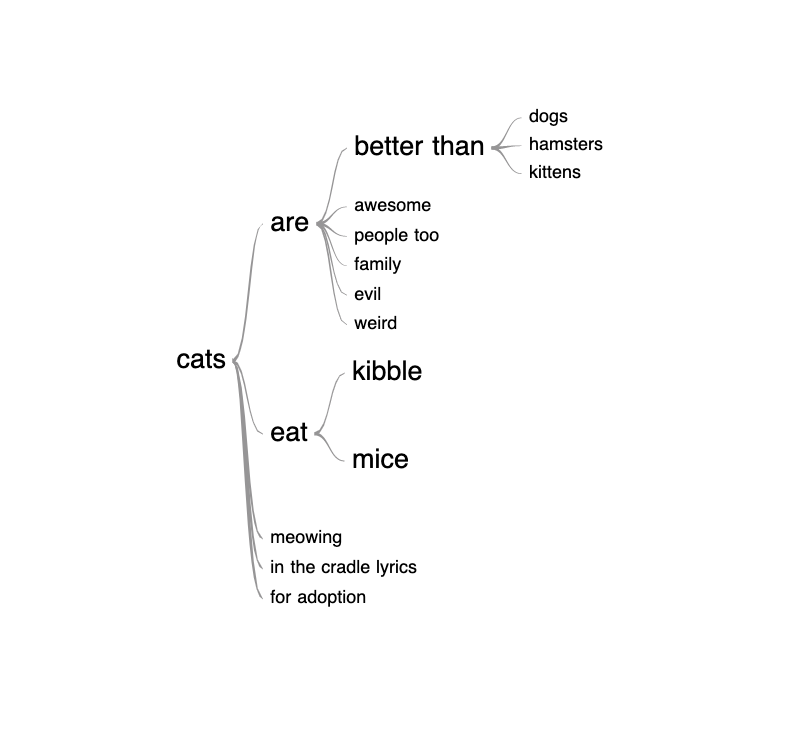 cats
are
better than
dogs
hamsters
kittens
awesome
people too
family
evil
weird
eat
kibble
mice
meowing
in the cradle lyrics
for adoption